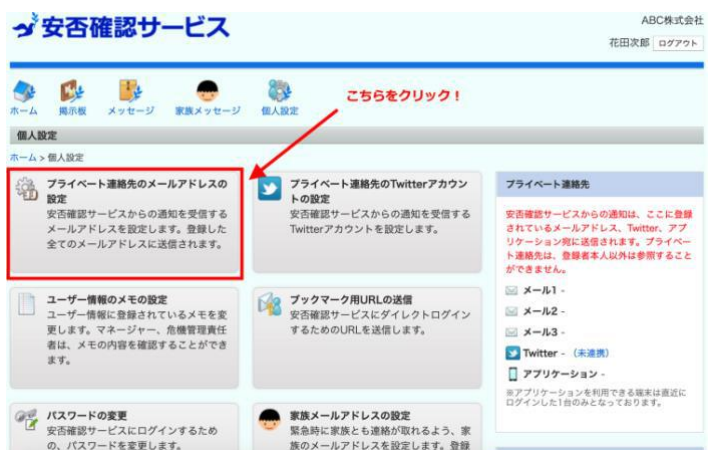 安否確認サービス
ABC株式会社
花田次郎 ログアウト
ホーム 掲示板 メッセージ 家族メッセージ 個人設定
こちらをクリック！
個人設定
ホーム > 個人設定
プライベート連絡先のメールアドレスの
設定
安否確認サービスからの通知を受信する
メールアドレスを設定します。登録した
全てのメールアドレスに送信されます。
プライベート連絡先のTwitterアカウン
トの設定
安否確認サービスからの通知を受信する
Twitterアカウントを設定します。
ユーザー情報のメモの設定
ユーザー情報に登録されているメモを変
更します。マネージャー、危機管理責任
者は、メモの内容を確認することができ
ます。
ブックマーク用URLの送信
安否確認サービスにダイレクトログイン
するためのURLを送信します。
パスワードの変更
安否確認サービスにログインするため
の、パスワードを変更します。
家族メールアドレスの設定
緊急時に家族とも連絡が取れるよう、家
族のメールアドレスを設定します。登録
プライベート連絡先
安否確認サービスからの通知は、ここに登録
されているメールアドレス、Twitter、アプ
リケーション宛に送信されます。プライベー
ト連絡先は、登録者本人以外は参照すること
ができません。
メール1 -
メール2 -
メール3 -
Twitter - （未連携）
アプリケーション -
※アプリケーションを利用できる端末は直近に
ログインした1台のみとなっております。